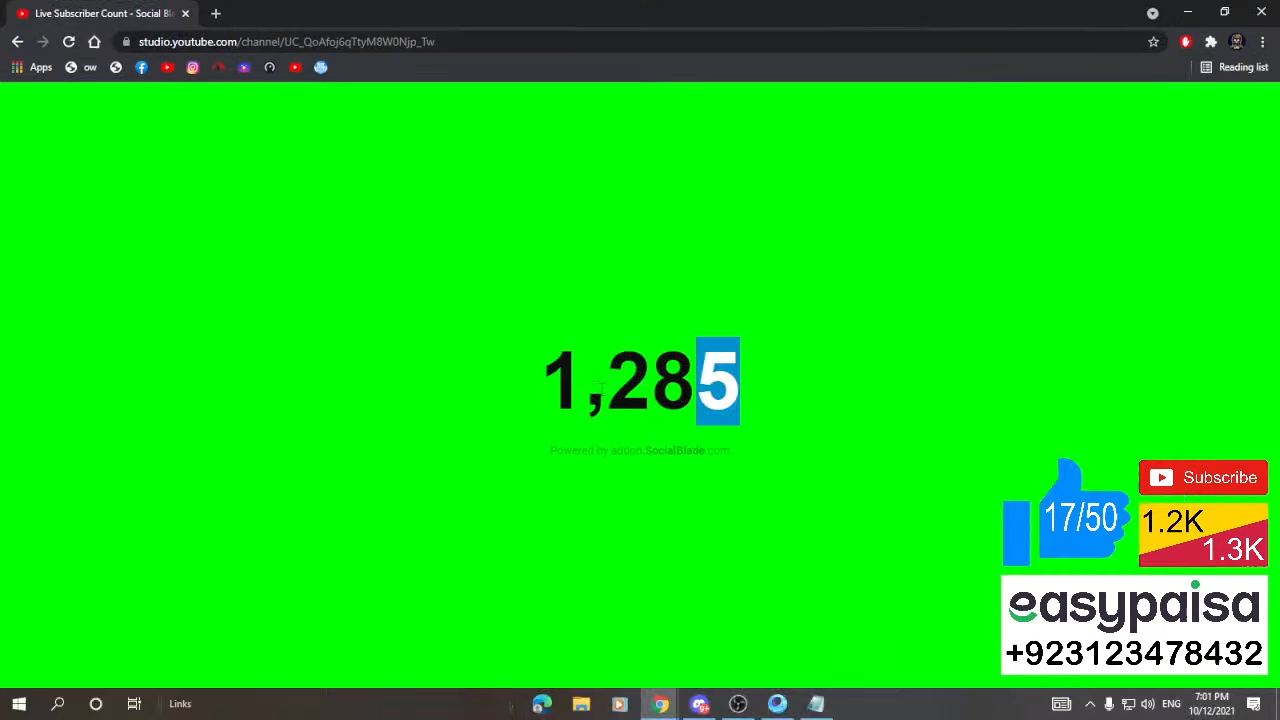 Live Subscriber Count - Social Bl
studio.youtube.com/channel/UC_QoAfoj6qTtyM8W0Njp_Tw
Apps
ow
Reading list
1,285
Powered by addon.SocialBlade.com
17/50
Subscribe
1.2K
1.3K
easypaisa
+923123478432
Links
ENG
7:01 PM
10/12/2021